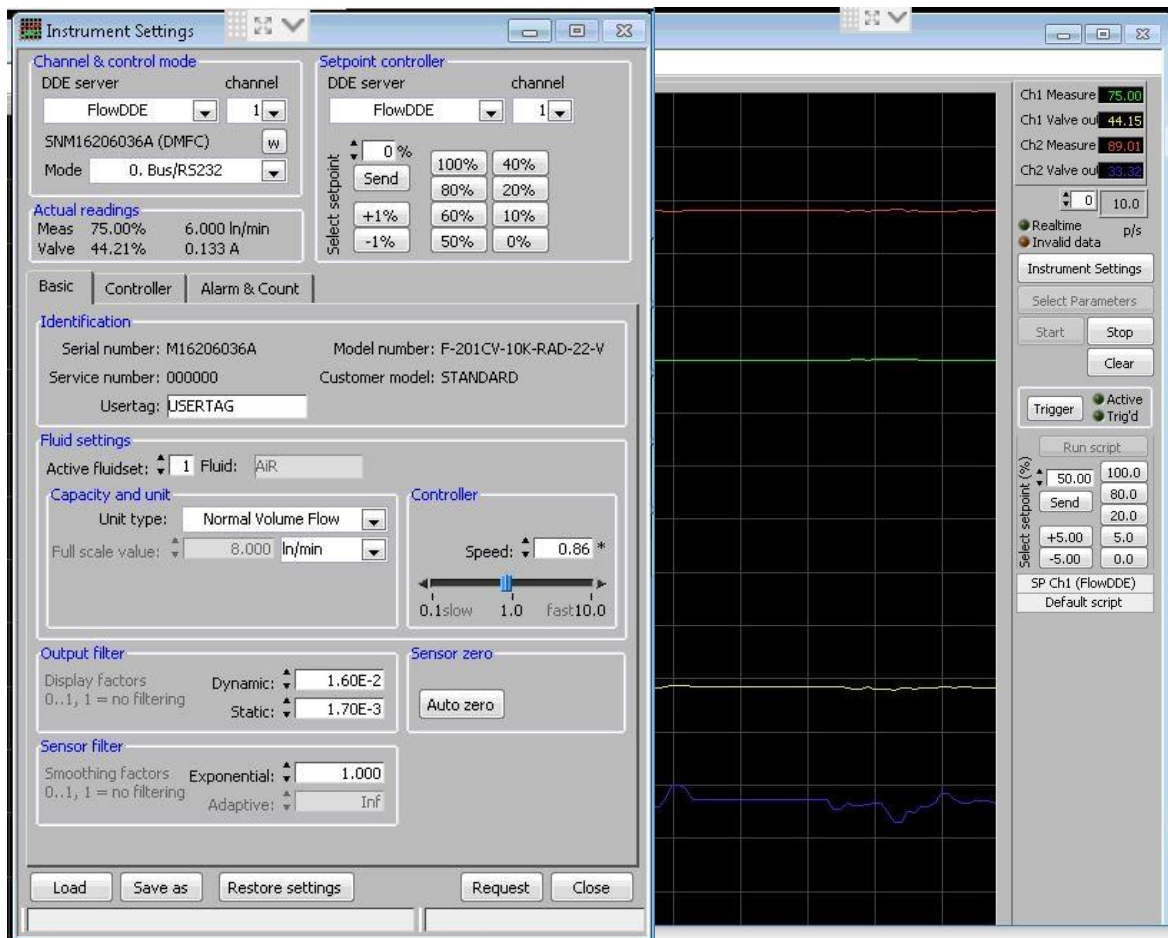 Instrument Settings
Channel & control mode
DDE server channel
FlowDDE 1
SNM16206036A (DMFC) w
Mode 0. Bus/RS232
Setpoint controller
DDE server channel
FlowDDE 1
Select setpoint
0 %
Send
+1%
-1%
100% 40%
80% 20%
60% 10%
50% 0%
Actual readings
Meas 75.00% 6.000 ln/min
Valve 44.21% 0.133 A
Basic Controller Alarm & Count
Identification
Serial number: M16206036A Model number: F-201CV-10K-RAD-22-V
Service number: 000000 Customer model: STANDARD
Usertag: USERTAG
Fluid settings
Active fluidset: 1 Fluid: AiR
Capacity and unit
Unit type: Normal Volume Flow
Full scale value: 8.000 ln/min
Controller
Speed: 0.86 *
0.1 slow 1.0 fast 10.0
Output filter
Display factors
0..1, 1 = no filtering
Dynamic: 1.60E-2
Static: 1.70E-3
Sensor zero
Auto zero
Sensor filter
Smoothing factors
0..1, 1 = no filtering
Exponential: 1.000
Adaptive: Inf
Load Save as Restore settings Request Close
Ch1 Measure 75.00
Ch1 Valve ou 44.15
Ch2 Measure 89.01
Ch2 Valve ou 33.32
0 10.0
Realtime p/s
Invalid data
Instrument Settings
Select Parameters
Start Stop
Clear
Trigger Active
Trig'd
Run script
Select setpoint (%)
50.00 100.0
Send 80.0
20.0
+5.00 5.0
-5.00 0.0
SP Ch1 (FlowDDE)
Default script